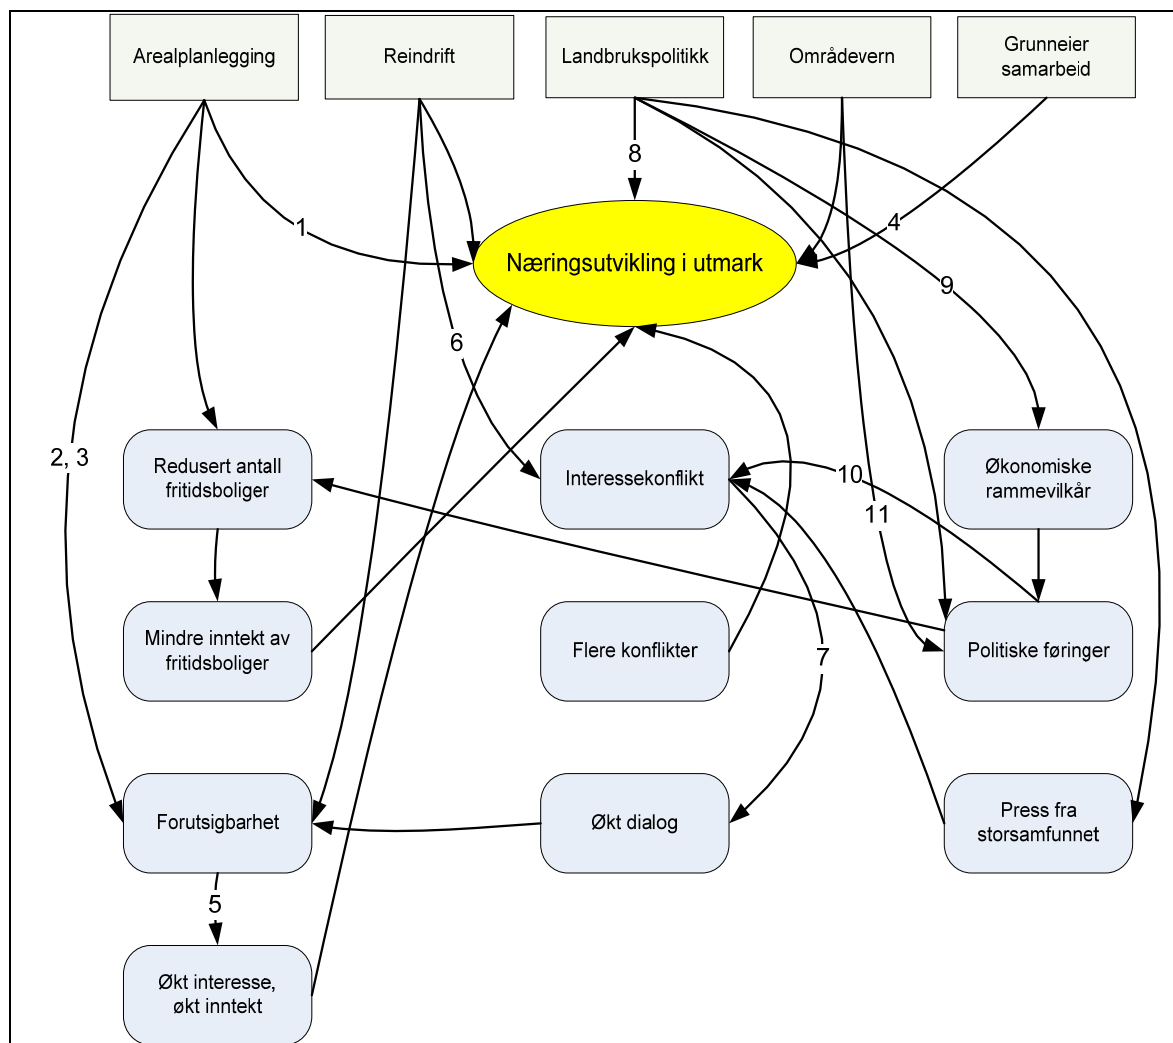 Arealplanlegging
Reindrift
Landbrukspolitikk
Områdevern
Grunneier
samarbeid
8
1
4
Næringsutvikling i utmark
9
6
2, 3
Redusert antall
fritidsboliger
Interessekonflikt
10
Økonomiske
rammevilkår
11
Mindre inntekt av
fritidsboliger
Flere konflikter
7
Politiske føringer
Forutsigbarhet
Økt dialog
Press fra
storsamfunnet
5
Økt interesse,
økt inntekt